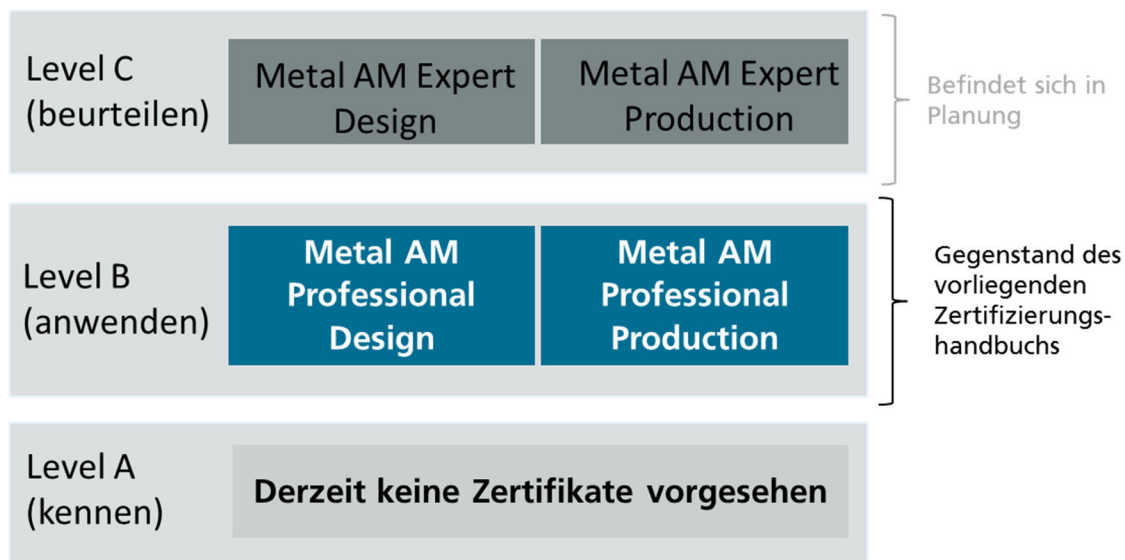 Level C
(beurteilen)
Metal AM Expert
Design
Metal AM Expert
Production
Befindet sich in
Planung
Level B
(anwenden)
Metal AM
Professional
Design
Metal AM
Professional
Production
Gegenstand des
vorliegenden
Zertifizierungs-
handbuchs
Level A
(kennen)
Derzeit keine Zertifikate vorgesehen